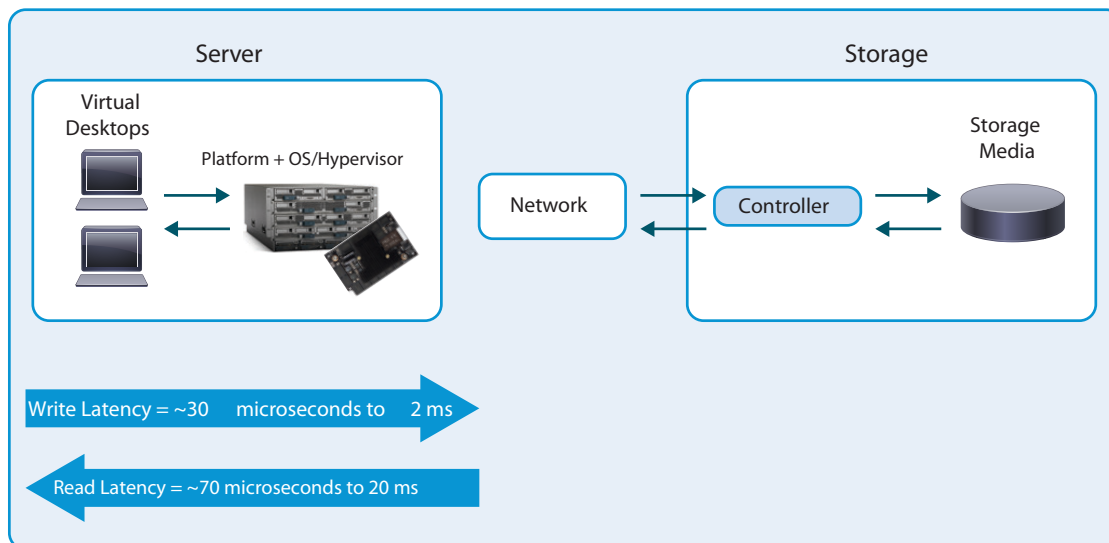 Server
Storage
Virtual
Desktops
Platform + OS/Hypervisor
Storage
Media
Network
Controller
Write Latency = ~30 microseconds to 2 ms
Read Latency = ~70 microseconds to 20 ms